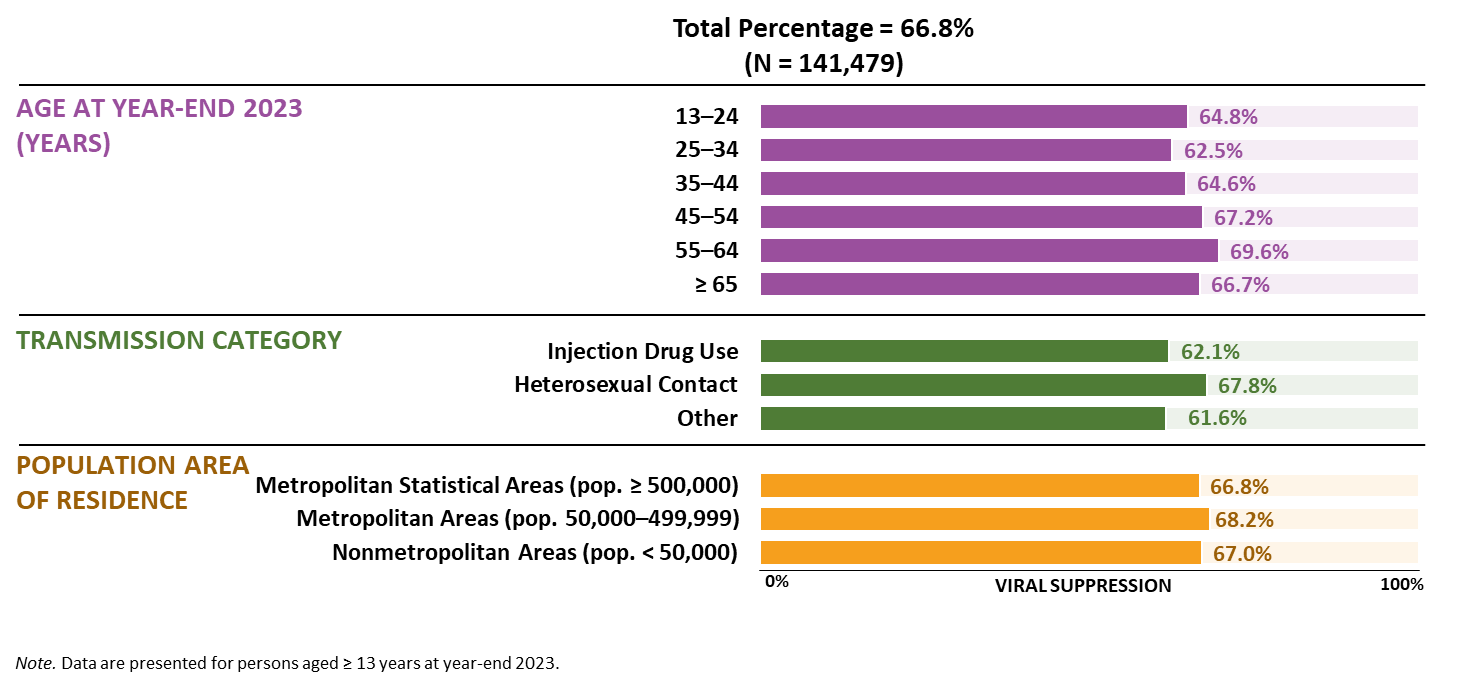 Total Percentage = 66.8%
(N = 141,479)
AGE AT YEAR-END 2023
(YEARS)
13–24 64.8%
25–34 62.5%
35–44 64.6%
45–54 67.2%
55–64 69.6%
≥ 65 66.7%
TRANSMISSION CATEGORY
Injection Drug Use 62.1%
Heterosexual Contact 67.8%
Other 61.6%
POPULATION AREA
OF RESIDENCE
Metropolitan Statistical Areas (pop. ≥ 500,000) 66.8%
Metropolitan Areas (pop. 50,000–499,999) 68.2%
Nonmetropolitan Areas (pop. < 50,000) 67.0%
0% VIRAL SUPPRESSION 100%
Note. Data are presented for persons aged ≥ 13 years at year-end 2023.